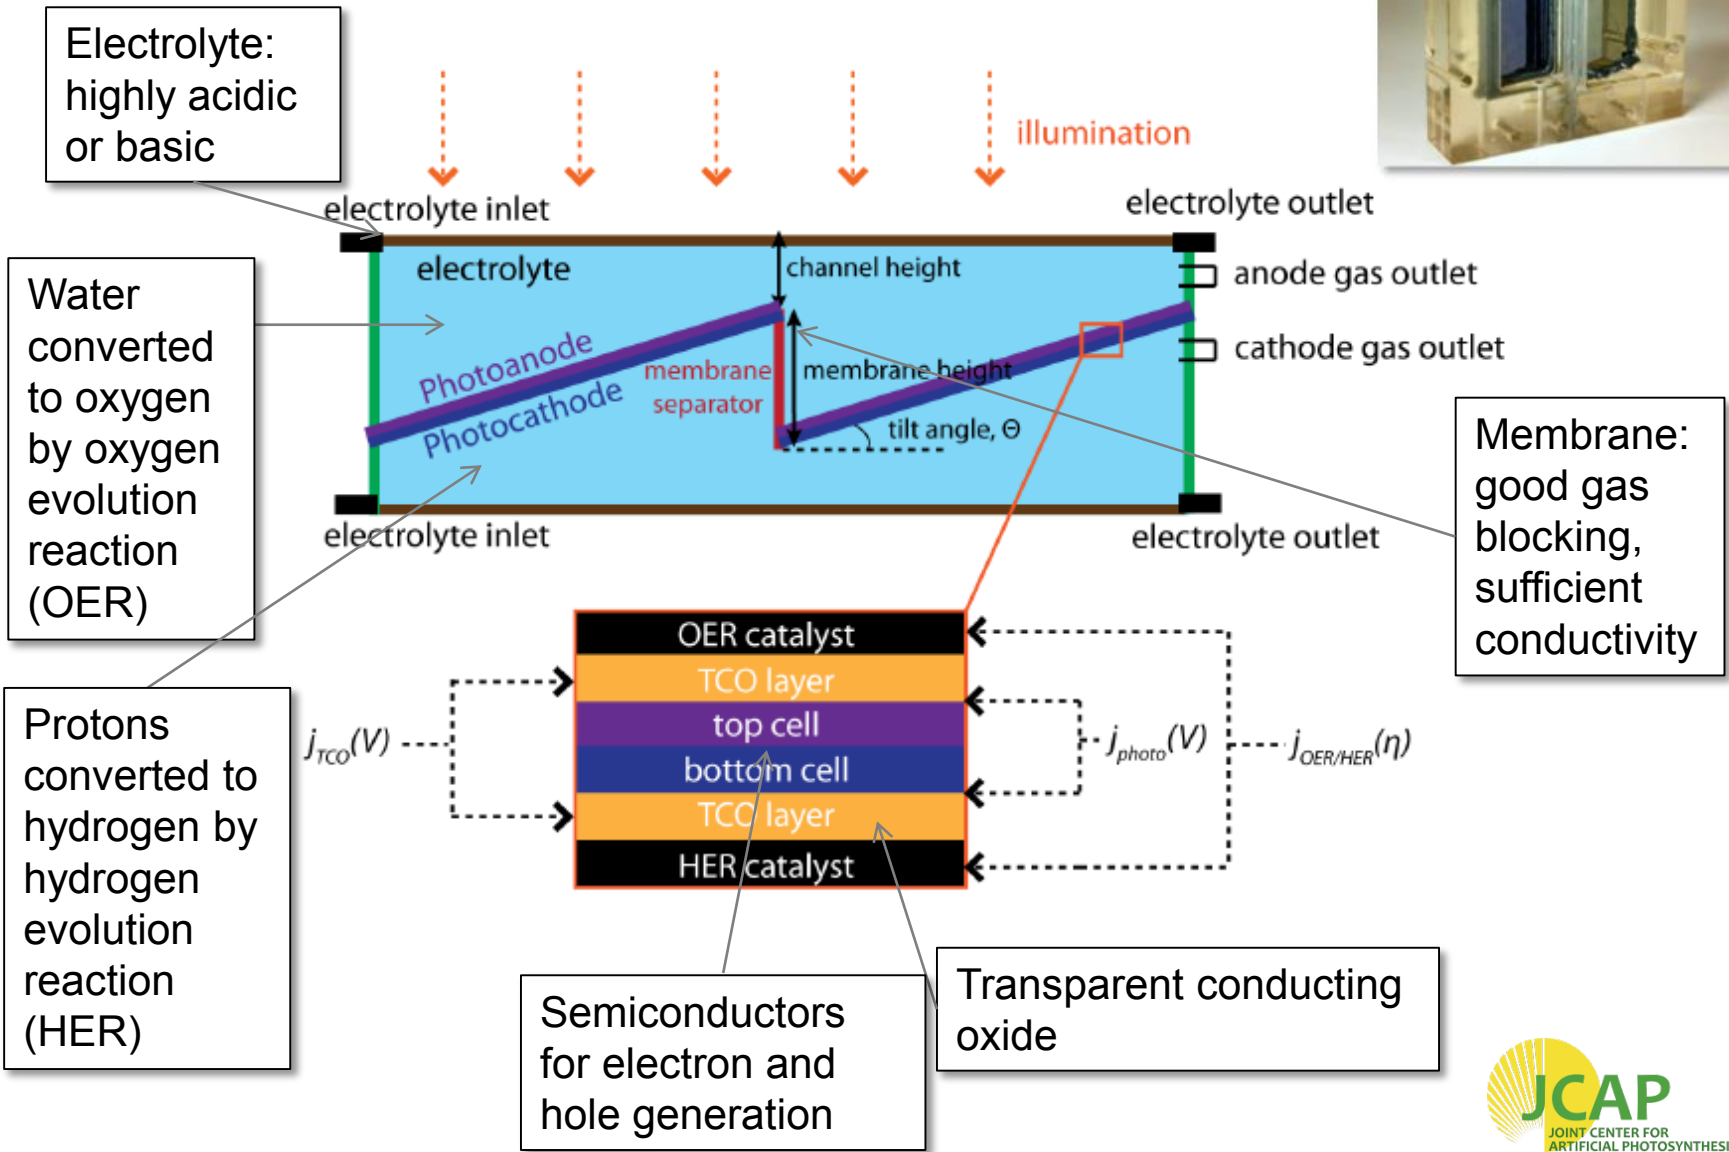 Electrolyte:
highly acidic
or basic
illumination
electrolyte inlet
electrolyte outlet
electrolyte
channel height
anode gas outlet
Water
converted
to oxygen
by oxygen
evolution
reaction
(OER)
Photoanode
Photocathode
membrane
separator
membrane height
cathode gas outlet
tilt angle, Θ
Membrane:
good gas
blocking,
sufficient
conductivity
electrolyte inlet
electrolyte outlet
OER catalyst
TCO layer
top cell
bottom cell
TCO layer
HER catalyst
jTCO(V)
jphoto(V)
jOER/HER(η)
Protons
converted to
hydrogen by
hydrogen
evolution
reaction
(HER)
Semiconductors
for electron and
hole generation
Transparent conducting
oxide
JCAP
JOINT CENTER FOR
ARTIFICIAL PHOTOSYNTHESI